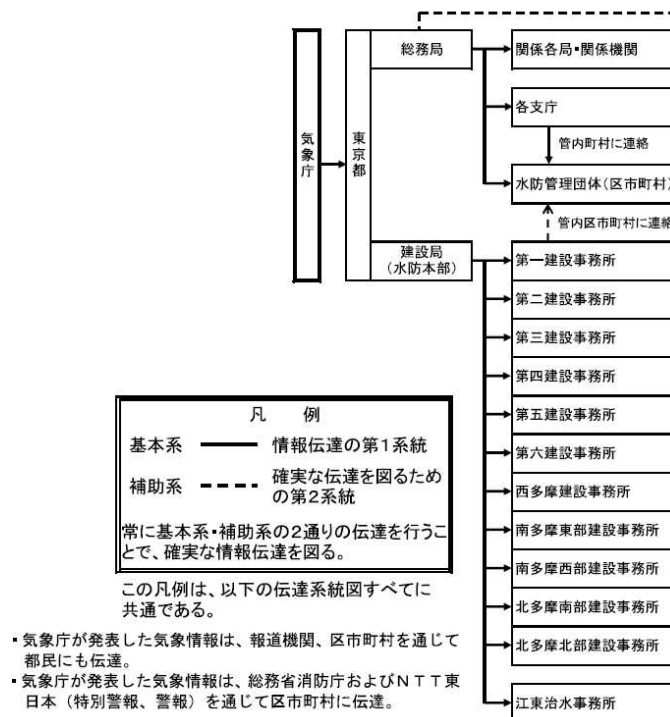 総務局
関係各局・関係機関
各支庁
管内町村に連絡
気象庁
東京都
水防管理団体(区市町村)
管内区市町村に連絡
建設局
(水防本部)
第一建設事務所
第二建設事務所
第三建設事務所
第四建設事務所
第五建設事務所
第六建設事務所
西多摩建設事務所
南多摩東部建設事務所
南多摩西部建設事務所
北多摩南部建設事務所
北多摩北部建設事務所
江東治水事務所
凡 例
基本系 情報伝達の第1系統
補助系 確実な伝達を図るため
の第2系統
常に基本系・補助系の2通りの伝達を行うこ
とで、確実な情報伝達を図る。
この凡例は、以下の伝達系統図すべてに
共通である。
・気象庁が発表した気象情報は、報道機関、区市町村を通じて
都民にも伝達。
・気象庁が発表した気象情報は、総務省消防庁およびNTT東
日本(特別警報、警報)を通じて区市町村に伝達。